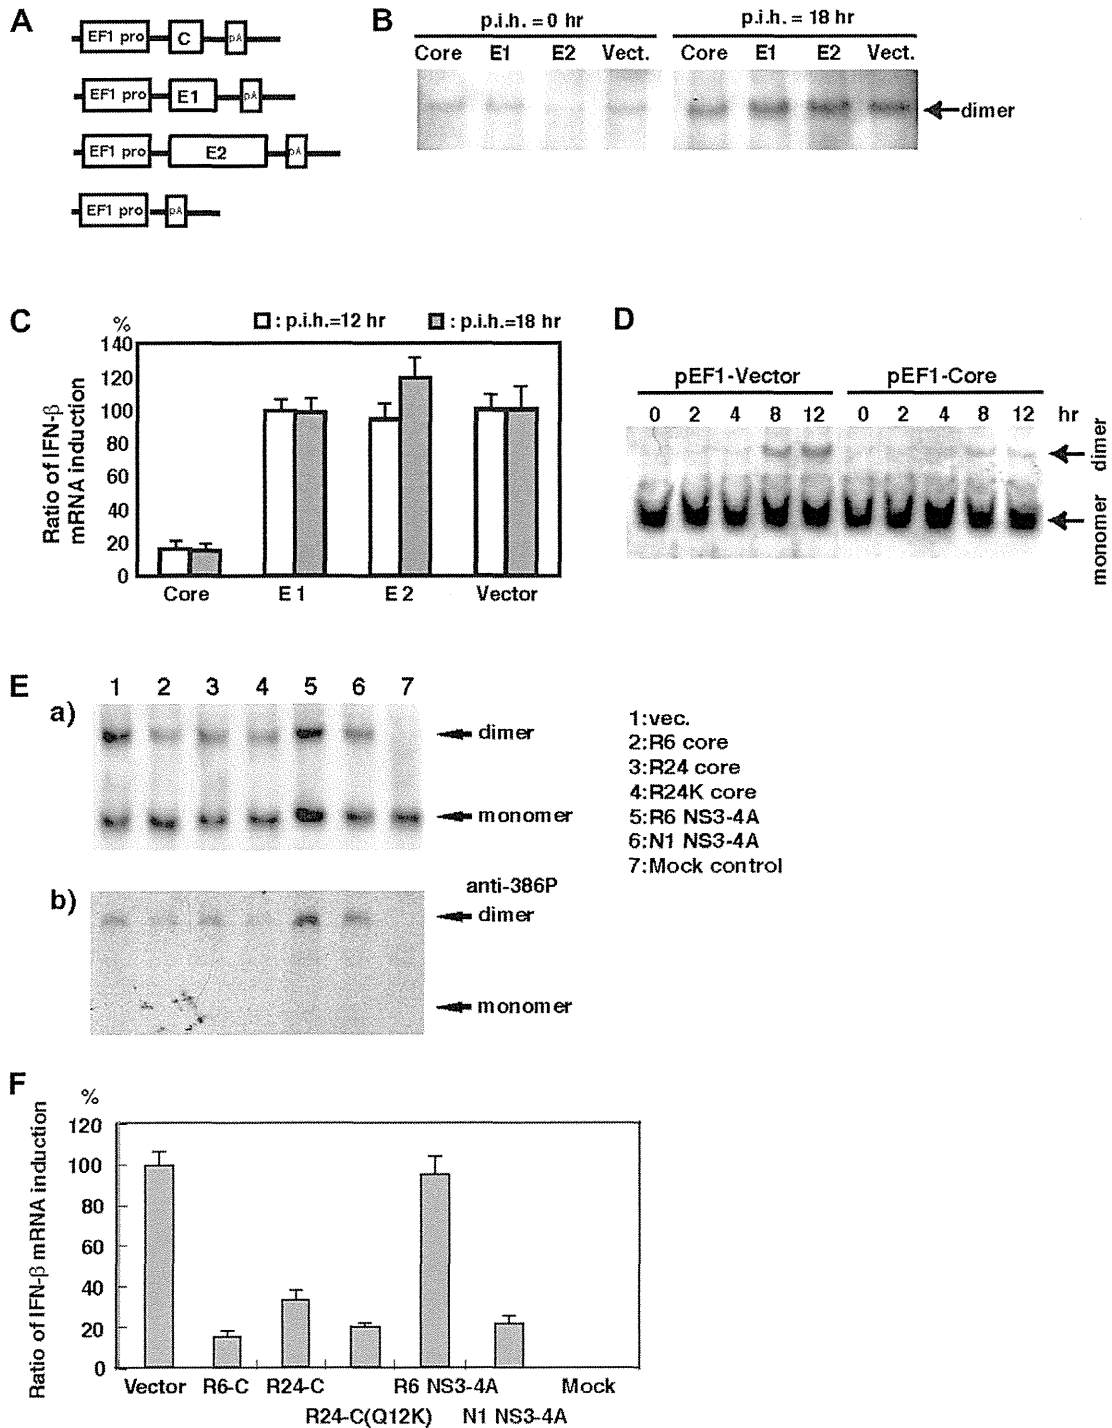 A
EF1 pro C pA
EF1 pro E1 pA
EF1 pro E2 pA
EF1 pro pA
B
p.i.h. = 0 hr p.i.h. = 18 hr
Core E1 E2 Vect. Core E1 E2 Vect.
dimer
C
%
: p.i.h.=12 hr : p.i.h.=18 hr
Ratio of IFN-β
mRNA induction
140
120
100
80
60
40
20
0
Core E1 E2 Vector
D
pEF1-Vector pEF1-Core
0 2 4 8 12 0 2 4 8 12 hr
dimer
monomer
E
1 2 3 4 5 6 7
a)
dimer
monomer
1:vec.
2:R6 core
3:R24 core
4:R24K core
5:R6 NS3-4A
6:N1 NS3-4A
7:Mock control
b)
anti-386P
dimer
monomer
F
%
Ratio of IFN-β mRNA induction
120
100
80
60
40
20
0
Vector R6-C R24-C R6 NS3-4A Mock
R24-C(Q12K) N1 NS3-4A